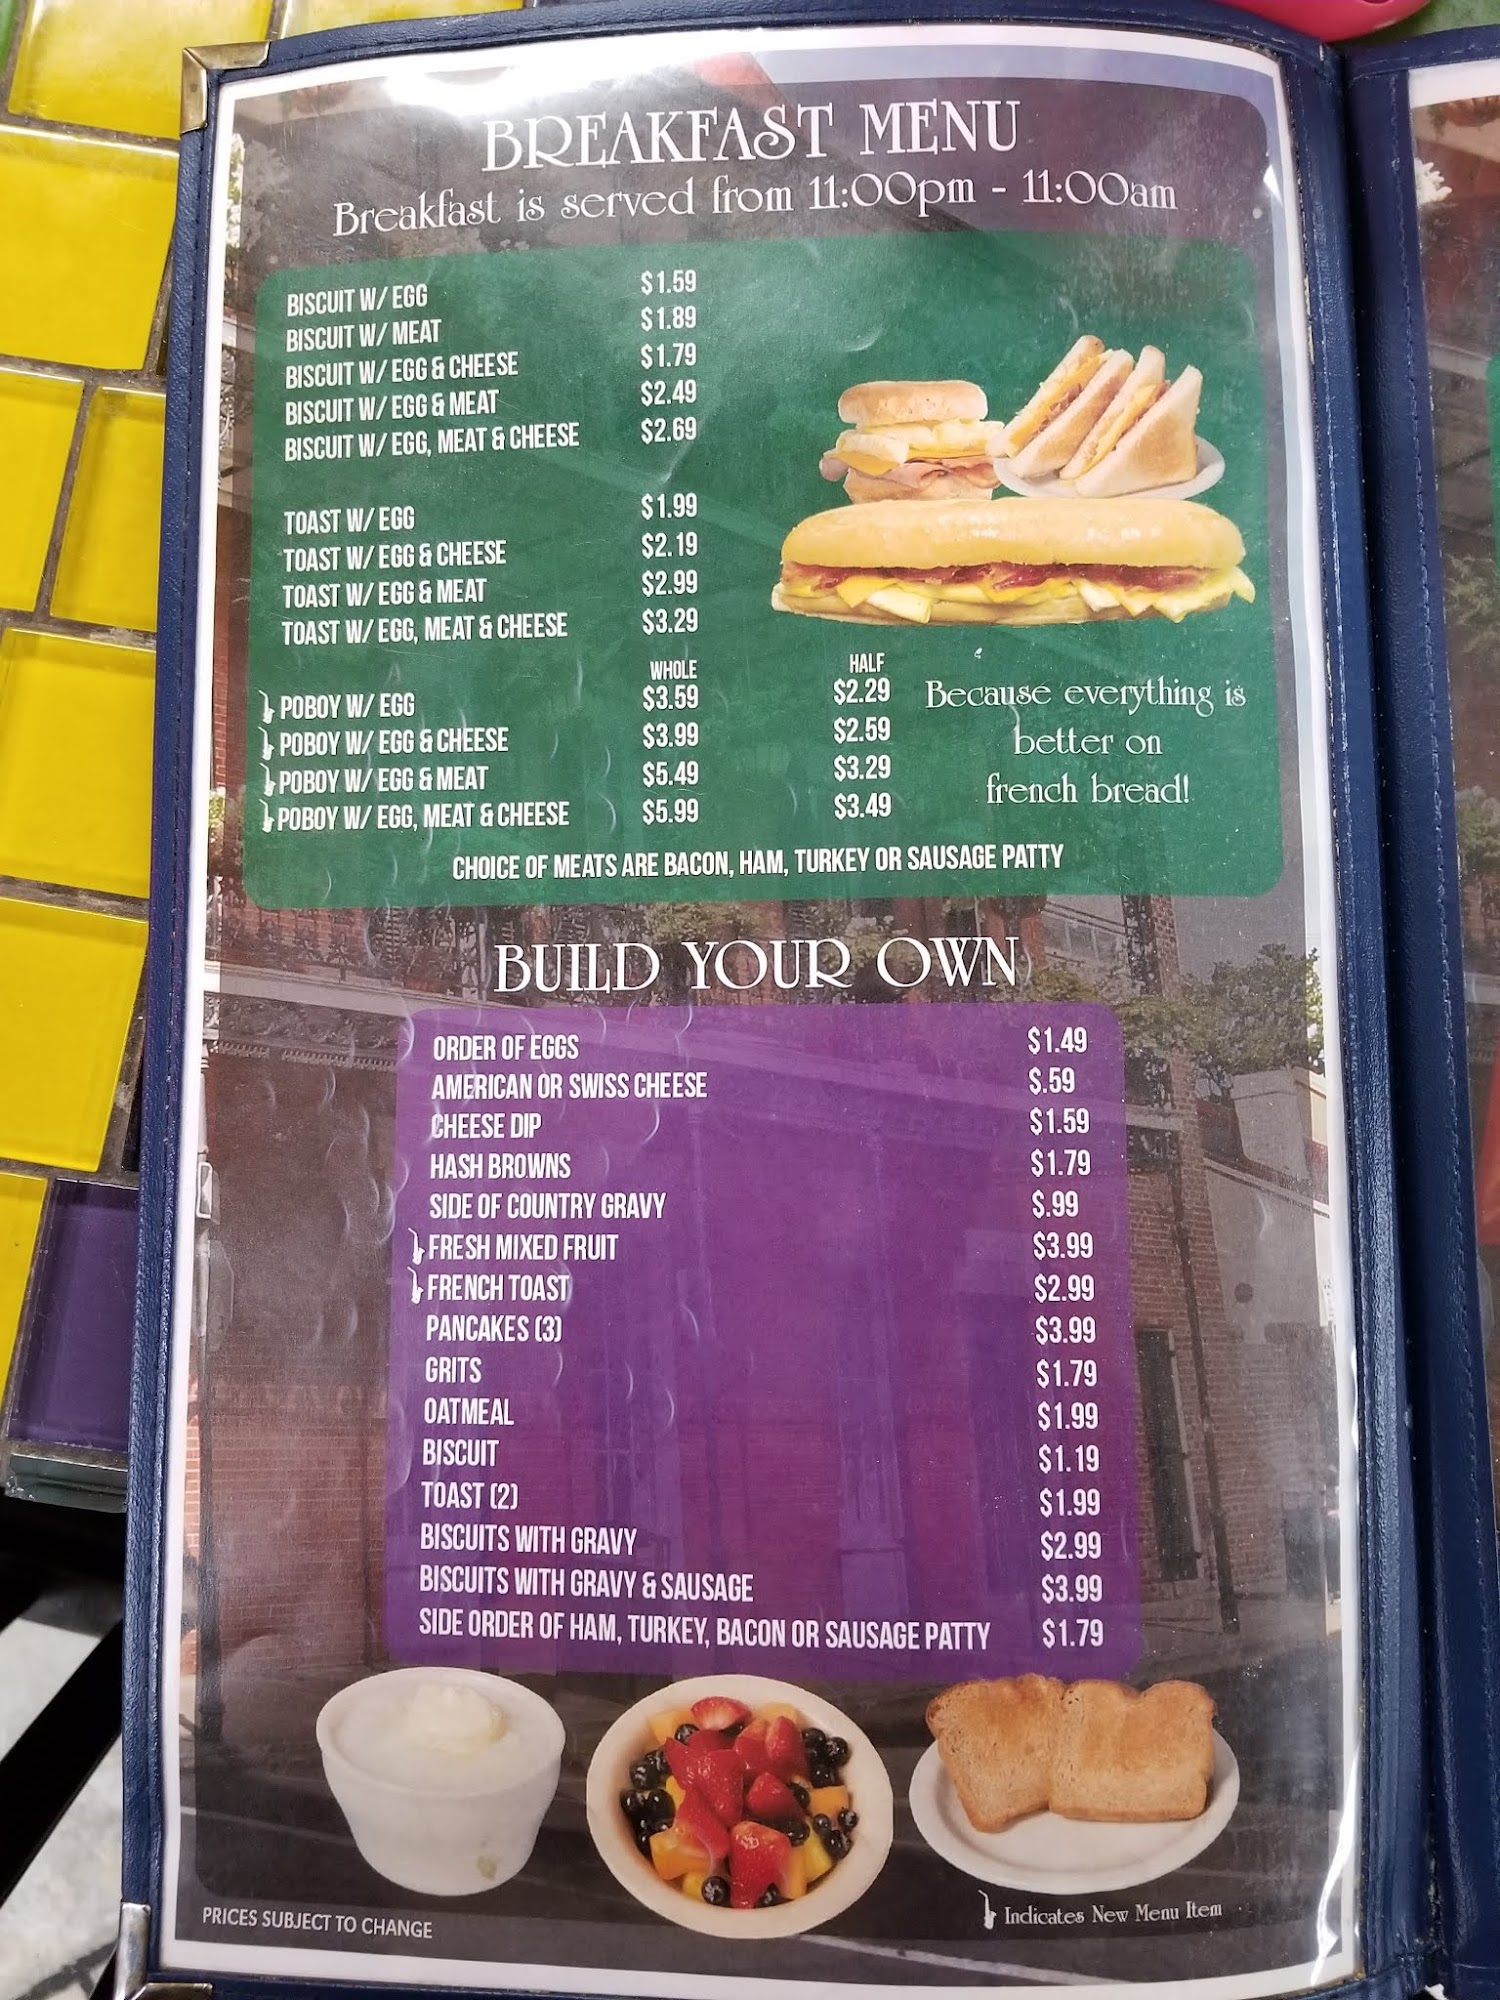 BREAKFAST MENU
Breakfast is served from 11:00pm - 11:00am
BISCUIT W/ EGG $1.59
BISCUIT W/ MEAT $1.89
BISCUIT W/ EGG & CHEESE $1.79
BISCUIT W/ EGG & MEAT $2.49
BISCUIT W/ EGG, MEAT & CHEESE $2.69
TOAST W/ EGG $1.99
TOAST W/ EGG & CHEESE $2.19
TOAST W/ EGG & MEAT $2.99
TOAST W/ EGG, MEAT & CHEESE $3.29
WHOLE HALF
POBOY W/ EGG $3.59 $2.29
POBOY W/ EGG & CHEESE $3.99 $2.59
POBOY W/ EGG & MEAT $5.49 $3.29
POBOY W/ EGG, MEAT & CHEESE $5.99 $3.49
Because everything is
better on
french bread!
CHOICE OF MEATS ARE BACON, HAM, TURKEY OR SAUSAGE PATTY
BUILD YOUR OWN
ORDER OF EGGS $1.49
AMERICAN OR SWISS CHEESE $.59
CHEESE DIP $1.59
HASH BROWNS $1.79
SIDE OF COUNTRY GRAVY $.99
FRESH MIXED FRUIT $3.99
FRENCH TOAST $2.99
PANCAKES (3) $3.99
GRITS $1.79
OATMEAL $1.99
BISCUIT $1.19
TOAST (2) $1.99
BISCUITS WITH GRAVY $2.99
BISCUITS WITH GRAVY & SAUSAGE $3.99
SIDE ORDER OF HAM, TURKEY, BACON OR SAUSAGE PATTY $1.79
Indicates New Menu Item
PRICES SUBJECT TO CHANGE